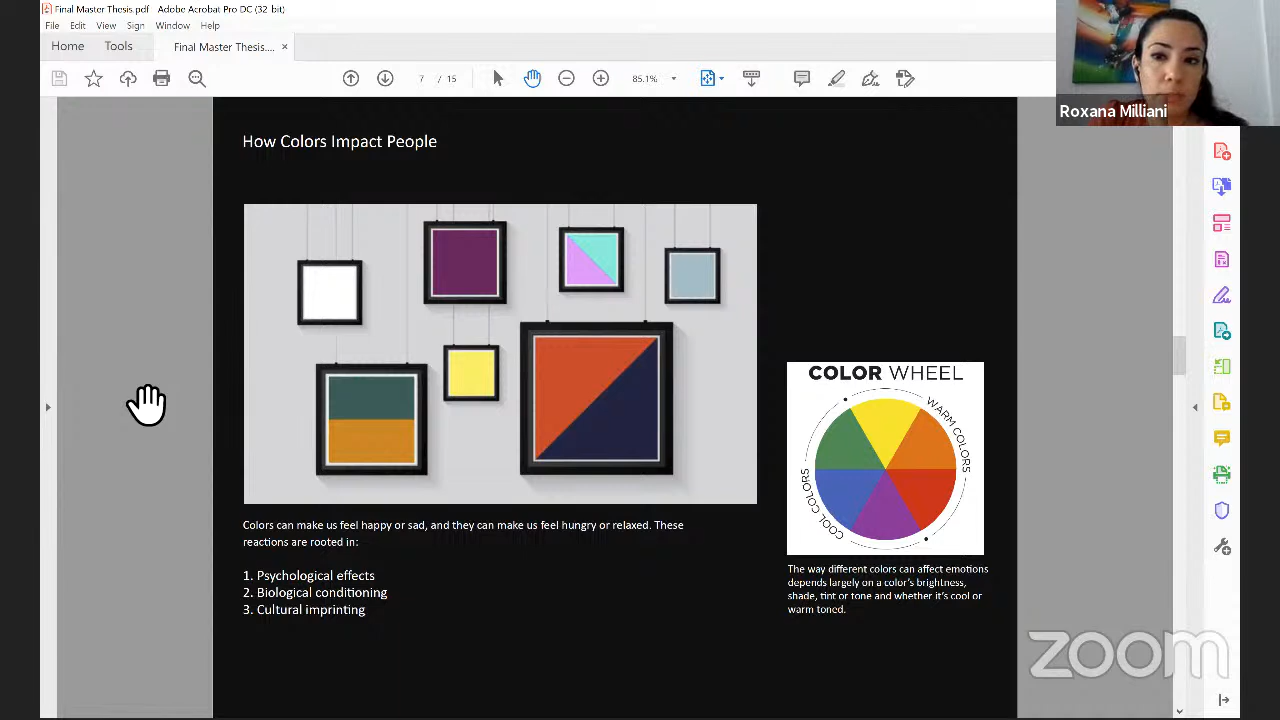 Final Master Thesis.pdf - Adobe Acrobat Pro DC (32 bit)
File Edit View Sign Window Help
Home Tools Final Master Thesis.... ×
7 / 15 85.1%
Roxana Milliani
How Colors Impact People
COLOR WHEEL
WARM COLORS
COOL COLORS
Colors can make us feel happy or sad, and they can make us feel hungry or relaxed. These
reactions are rooted in:
1. Psychological effects
2. Biological conditioning
3. Cultural imprinting
The way different colors can affect emotions
depends largely on a color's brightness,
shade, tint or tone and whether it's cool or
warm toned.
zoom